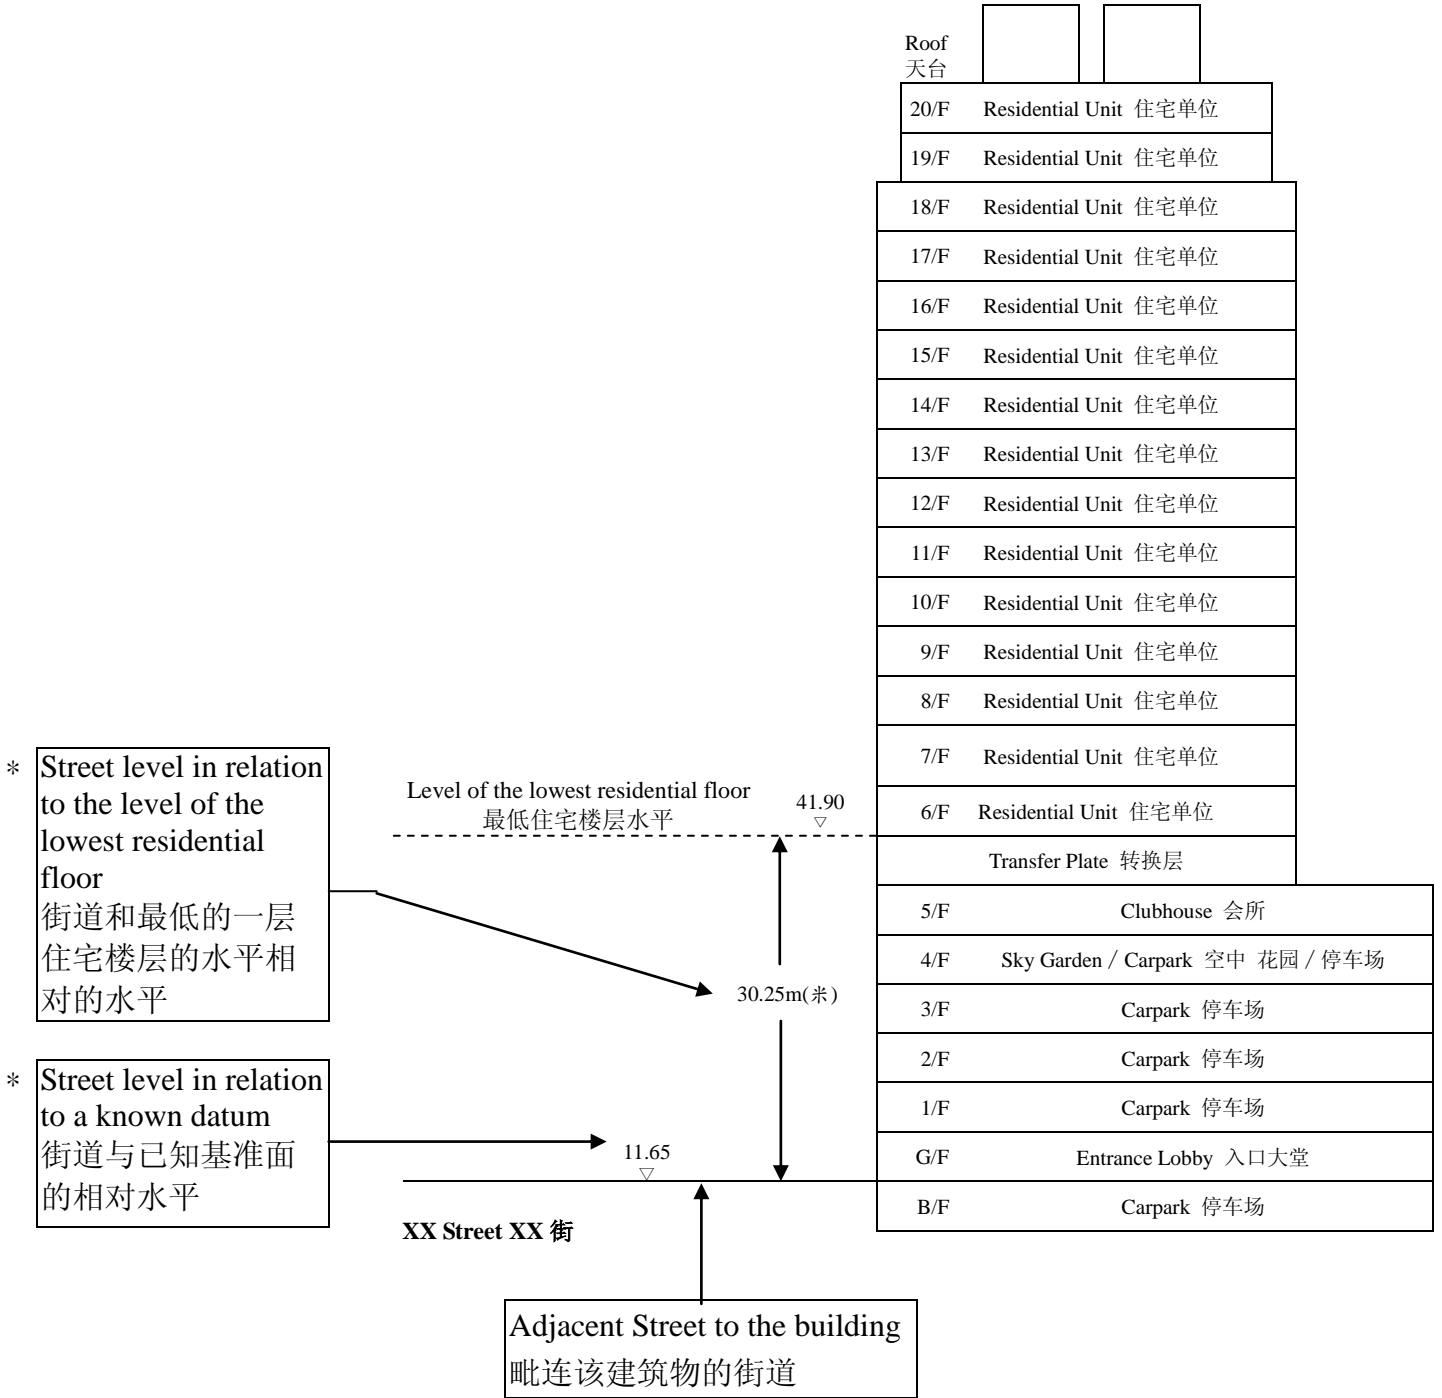 Roof
天台
20/F Residential Unit 住宅单位
19/F Residential Unit 住宅单位
18/F Residential Unit 住宅单位
17/F Residential Unit 住宅单位
16/F Residential Unit 住宅单位
15/F Residential Unit 住宅单位
14/F Residential Unit 住宅单位
13/F Residential Unit 住宅单位
12/F Residential Unit 住宅单位
11/F Residential Unit 住宅单位
10/F Residential Unit 住宅单位
9/F Residential Unit 住宅单位
8/F Residential Unit 住宅单位
7/F Residential Unit 住宅单位
6/F Residential Unit 住宅单位
Transfer Plate 转换层
5/F Clubhouse 会所
4/F Sky Garden / Carpark 空中 花园 / 停车场
3/F Carpark 停车场
2/F Carpark 停车场
1/F Carpark 停车场
G/F Entrance Lobby 入口大堂
B/F Carpark 停车场
Level of the lowest residential floor
最低住宅楼层水平
41.90
30.25m(米)
11.65
XX Street XX 街
* Street level in relation
to the level of the
lowest residential
floor
街道和最低的一层
住宅楼层的水平相
对的水平
* Street level in relation
to a known datum
街道与已知基准面
的相对水平
Adjacent Street to the building
毗连该建筑物的街道